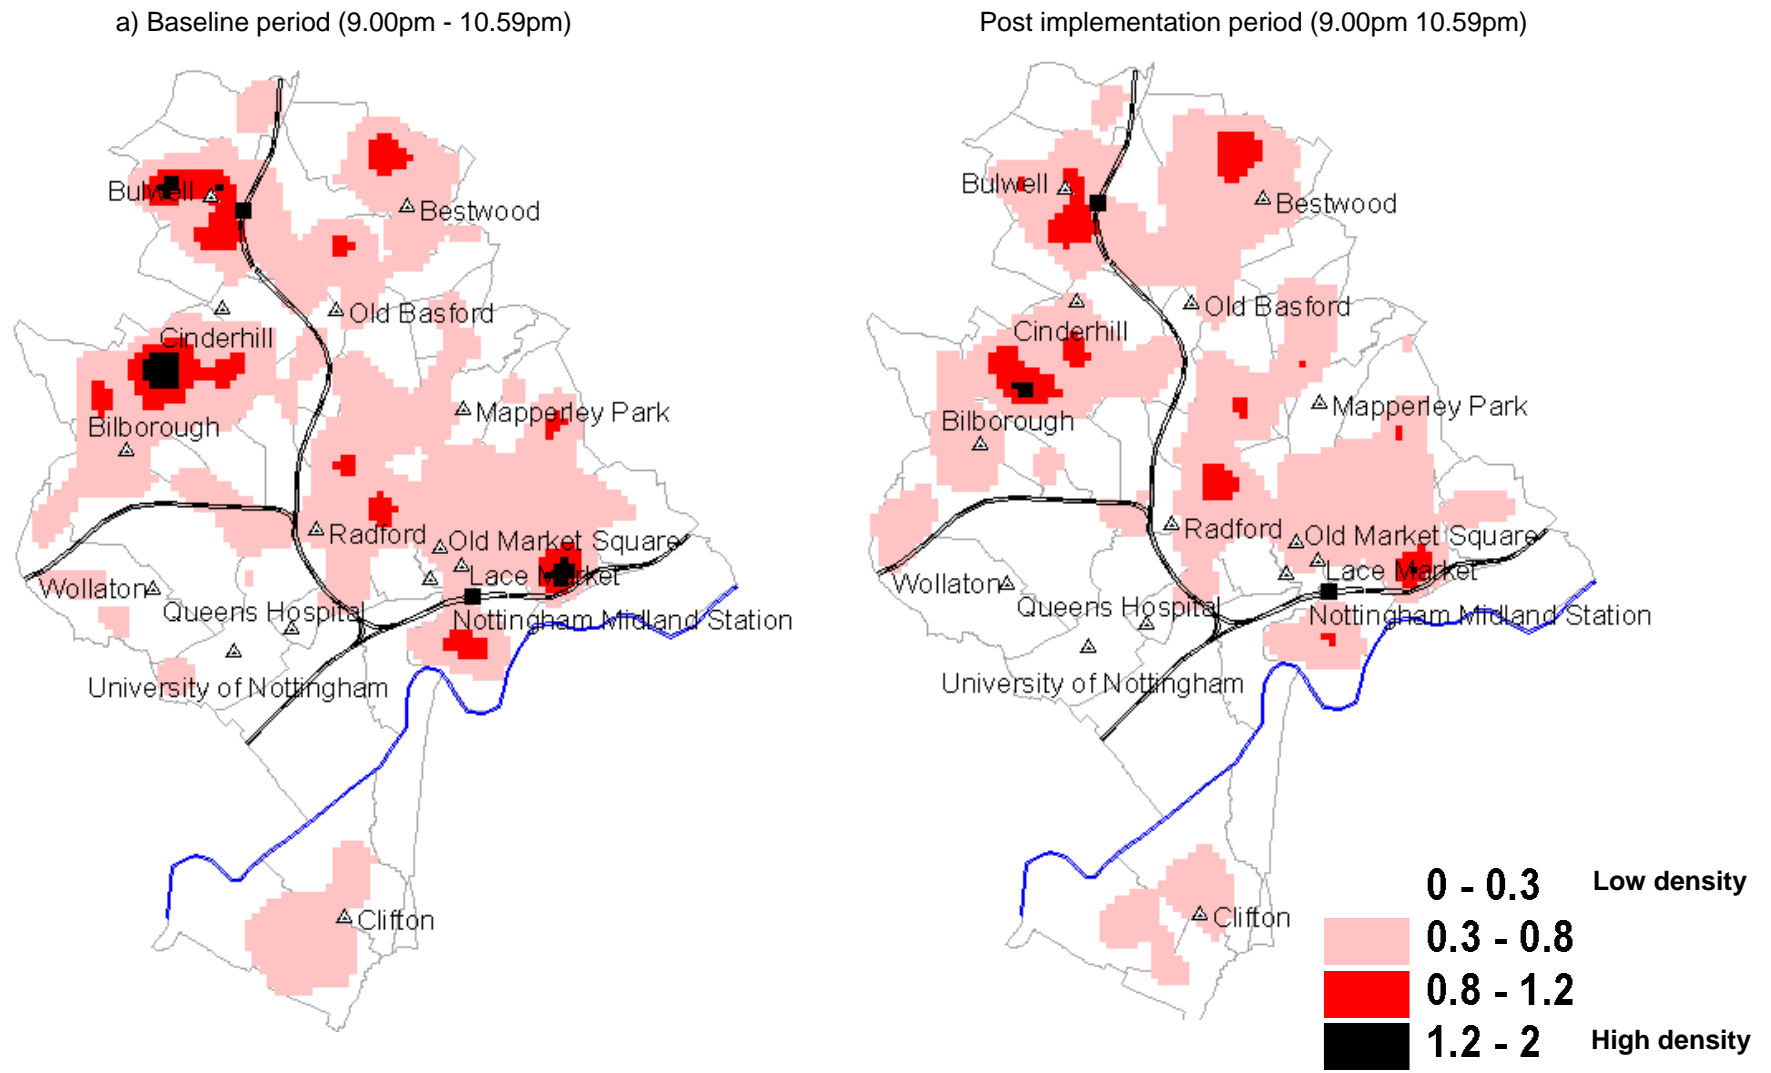 a) Baseline period (9.00pm - 10.59pm)
Post implementation period (9.00pm 10.59pm)
Bulwell
Bestwood
Old Basford
Cinderhill
Mapperley Park
Bilborough
Radford
Old Market Square
Lace Market
Wollaton
Queens Hospital
Nottingham Midland Station
University of Nottingham
Clifton
Bulwell
Bestwood
Old Basford
Cinderhill
Mapperley Park
Bilborough
Radford
Old Market Square
Lace Market
Wollaton
Queens Hospital
Nottingham Midland Station
University of Nottingham
Clifton
0 - 0.3 Low density
0.3 - 0.8
0.8 - 1.2
1.2 - 2 High density